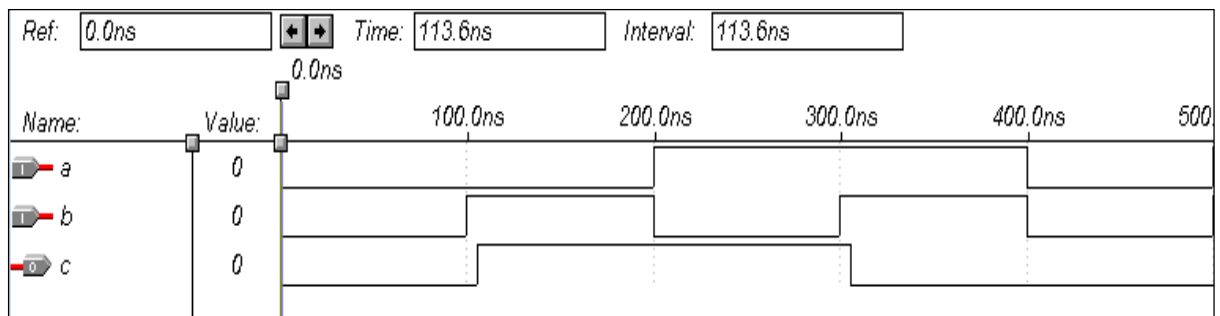 Ref: 0.0ns Time: 113.6ns Interval: 113.6ns
0.0ns
Name: Value: 100.0ns 200.0ns 300.0ns 400.0ns 500.
I a 0
I b 0
O c 0